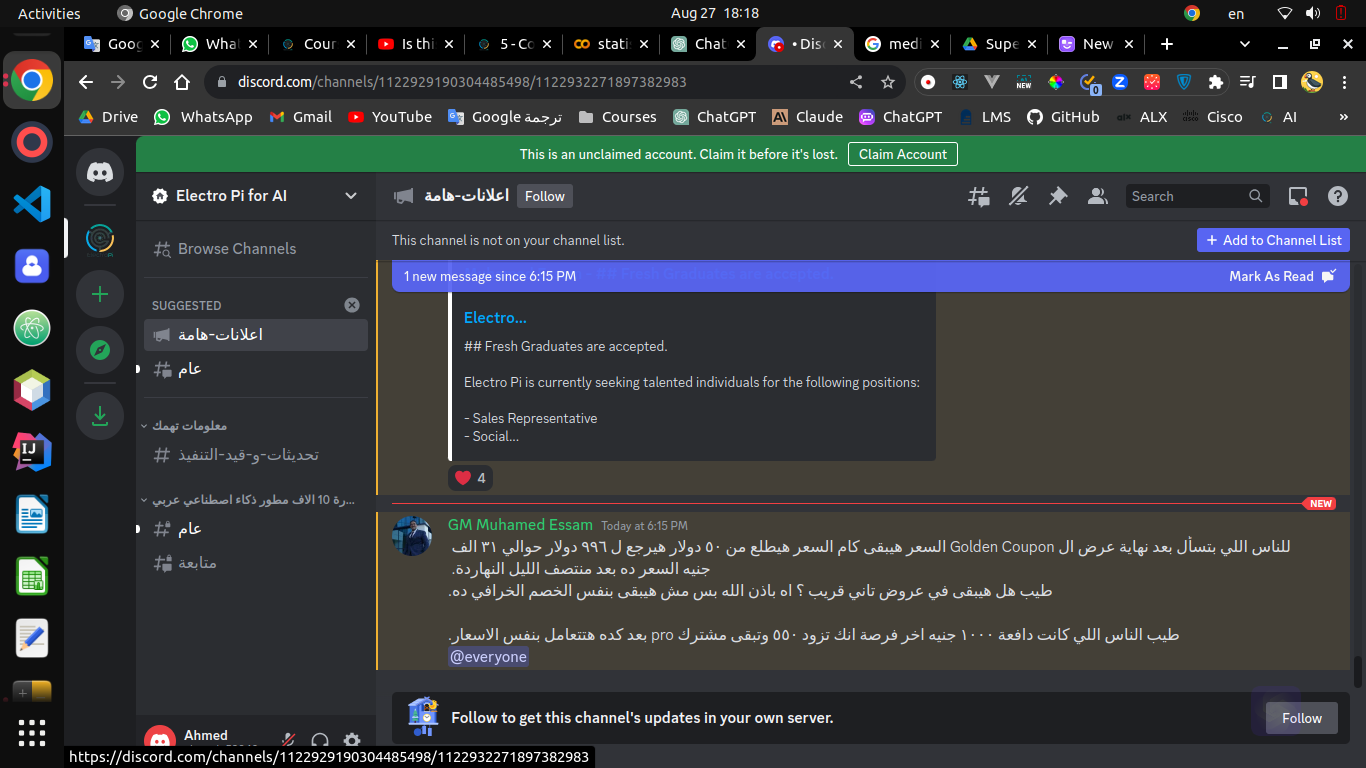 Activities
Google Chrome
Aug 27 18:18
en
Goog
What
Cour
Is thi
5 - Co
statis
Chat
• Disc
medi
Supe
New
discord.com/channels/1122929190304485498/1122932271897382983
NEW
0
Drive
WhatsApp
Gmail
YouTube
ترجمة Google
Courses
ChatGPT
Claude
ChatGPT
LMS
GitHub
ALX
Cisco
AI
»
This is an unclaimed account. Claim it before it's lost.
Claim Account
Electro Pi for AI
اعلانات-هامة
Follow
Search
Browse Channels
This channel is not on your channel list.
+ Add to Channel List
1 new message since 6:15 PM
Mark As Read
SUGGESTED
اعلانات-هامة
عام
معلومات تهمك
تحديثات-و-قيد-التنفيذ
رة 10 الاف مطور ذكاء اصطناعي عربي...
عام
متابعة
Electro...
## Fresh Graduates are accepted.
Electro Pi is currently seeking talented individuals for the following positions:
- Sales Representative
- Social...
4
NEW
GM Muhamed Essam Today at 6:15 PM
للناس اللي بتسأل بعد نهاية عرض ال Golden Coupon السعر هيبقى كام السعر هيطلع من ٥٠ دولار هيرجع ل ٩٩٦ دولار حوالي ٣١ الف
جنيه السعر ده بعد منتصف الليل النهاردة.
طيب هل هيبقى في عروض تاني قريب ؟ اه باذن الله بس مش هيبقى بنفس الخصم الخرافي ده.
طيب الناس اللي كانت دافعة ١٠٠٠ جنيه اخر فرصة انك تزود ٥٥٠ وتبقى مشترك pro بعد كده هتتعامل بنفس الاسعار.
@everyone
Follow to get this channel's updates in your own server.
Follow
Ahmed
https://discord.com/channels/1122929190304485498/1122932271897382983